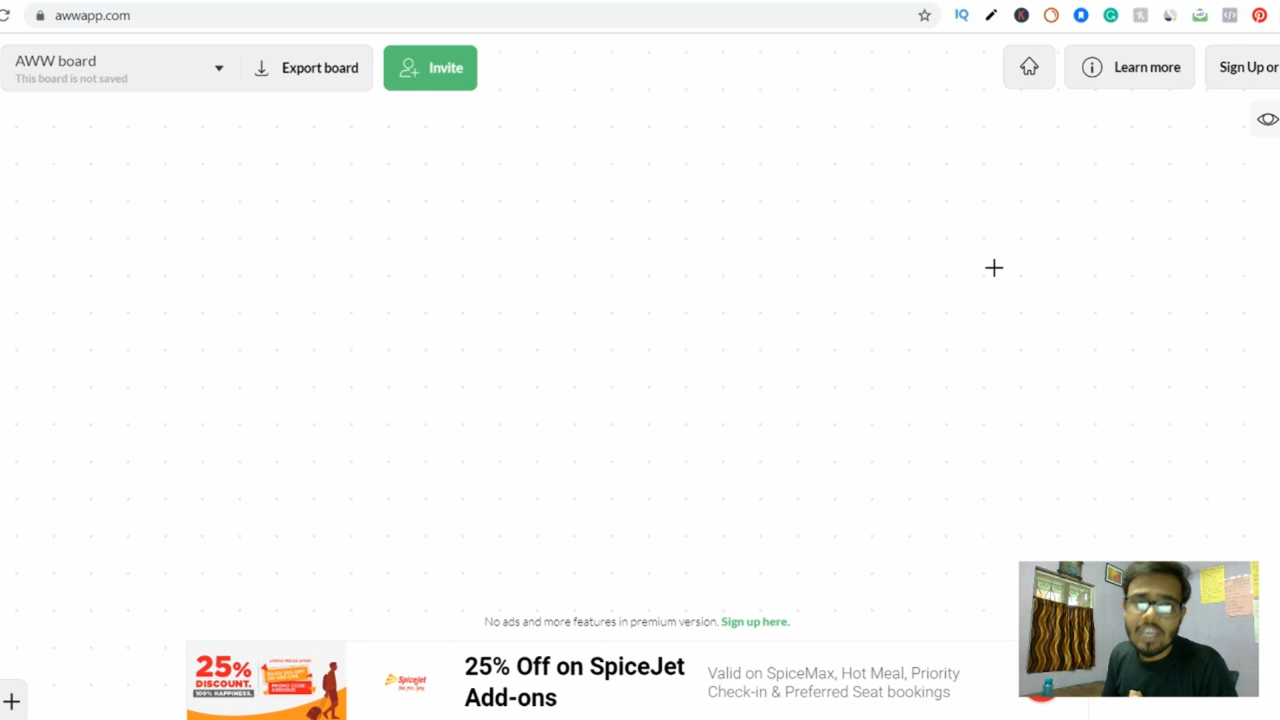 awwapp.com
IQ
AWW board
This board is not saved
Export board
Invite
Learn more
Sign Up or
No ads and more features in premium version. Sign up here.
25%
DISCOUNT.
100% HAPPINESS.
SpiceJet
25% Off on SpiceJet
Add-ons
Valid on SpiceMax, Hot Meal, Priority
Check-in & Preferred Seat bookings